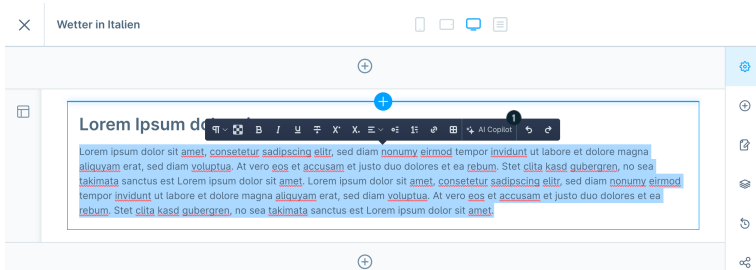 Wetter in Italien
Lorem Ipsum do
B I U T X X AI Copilot 1
Lorem ipsum dolor sit amet, consetetur sadipscing elitr, sed diam nonumy eirmod tempor invidunt ut labore et dolore magna
aliquyam erat, sed diam voluptua. At vero eos et accusam et justo duo dolores et ea rebum. Stet clita kasd gubergren, no sea
takimata sanctus est Lorem ipsum dolor sit amet. Lorem ipsum dolor sit amet, consetetur sadipscing elitr, sed diam nonumy eirmod
tempor invidunt ut labore et dolore magna aliquyam erat, sed diam voluptua. At vero eos et accusam et justo duo dolores et ea
rebum. Stet clita kasd gubergren, no sea takimata sanctus est Lorem ipsum dolor sit amet.